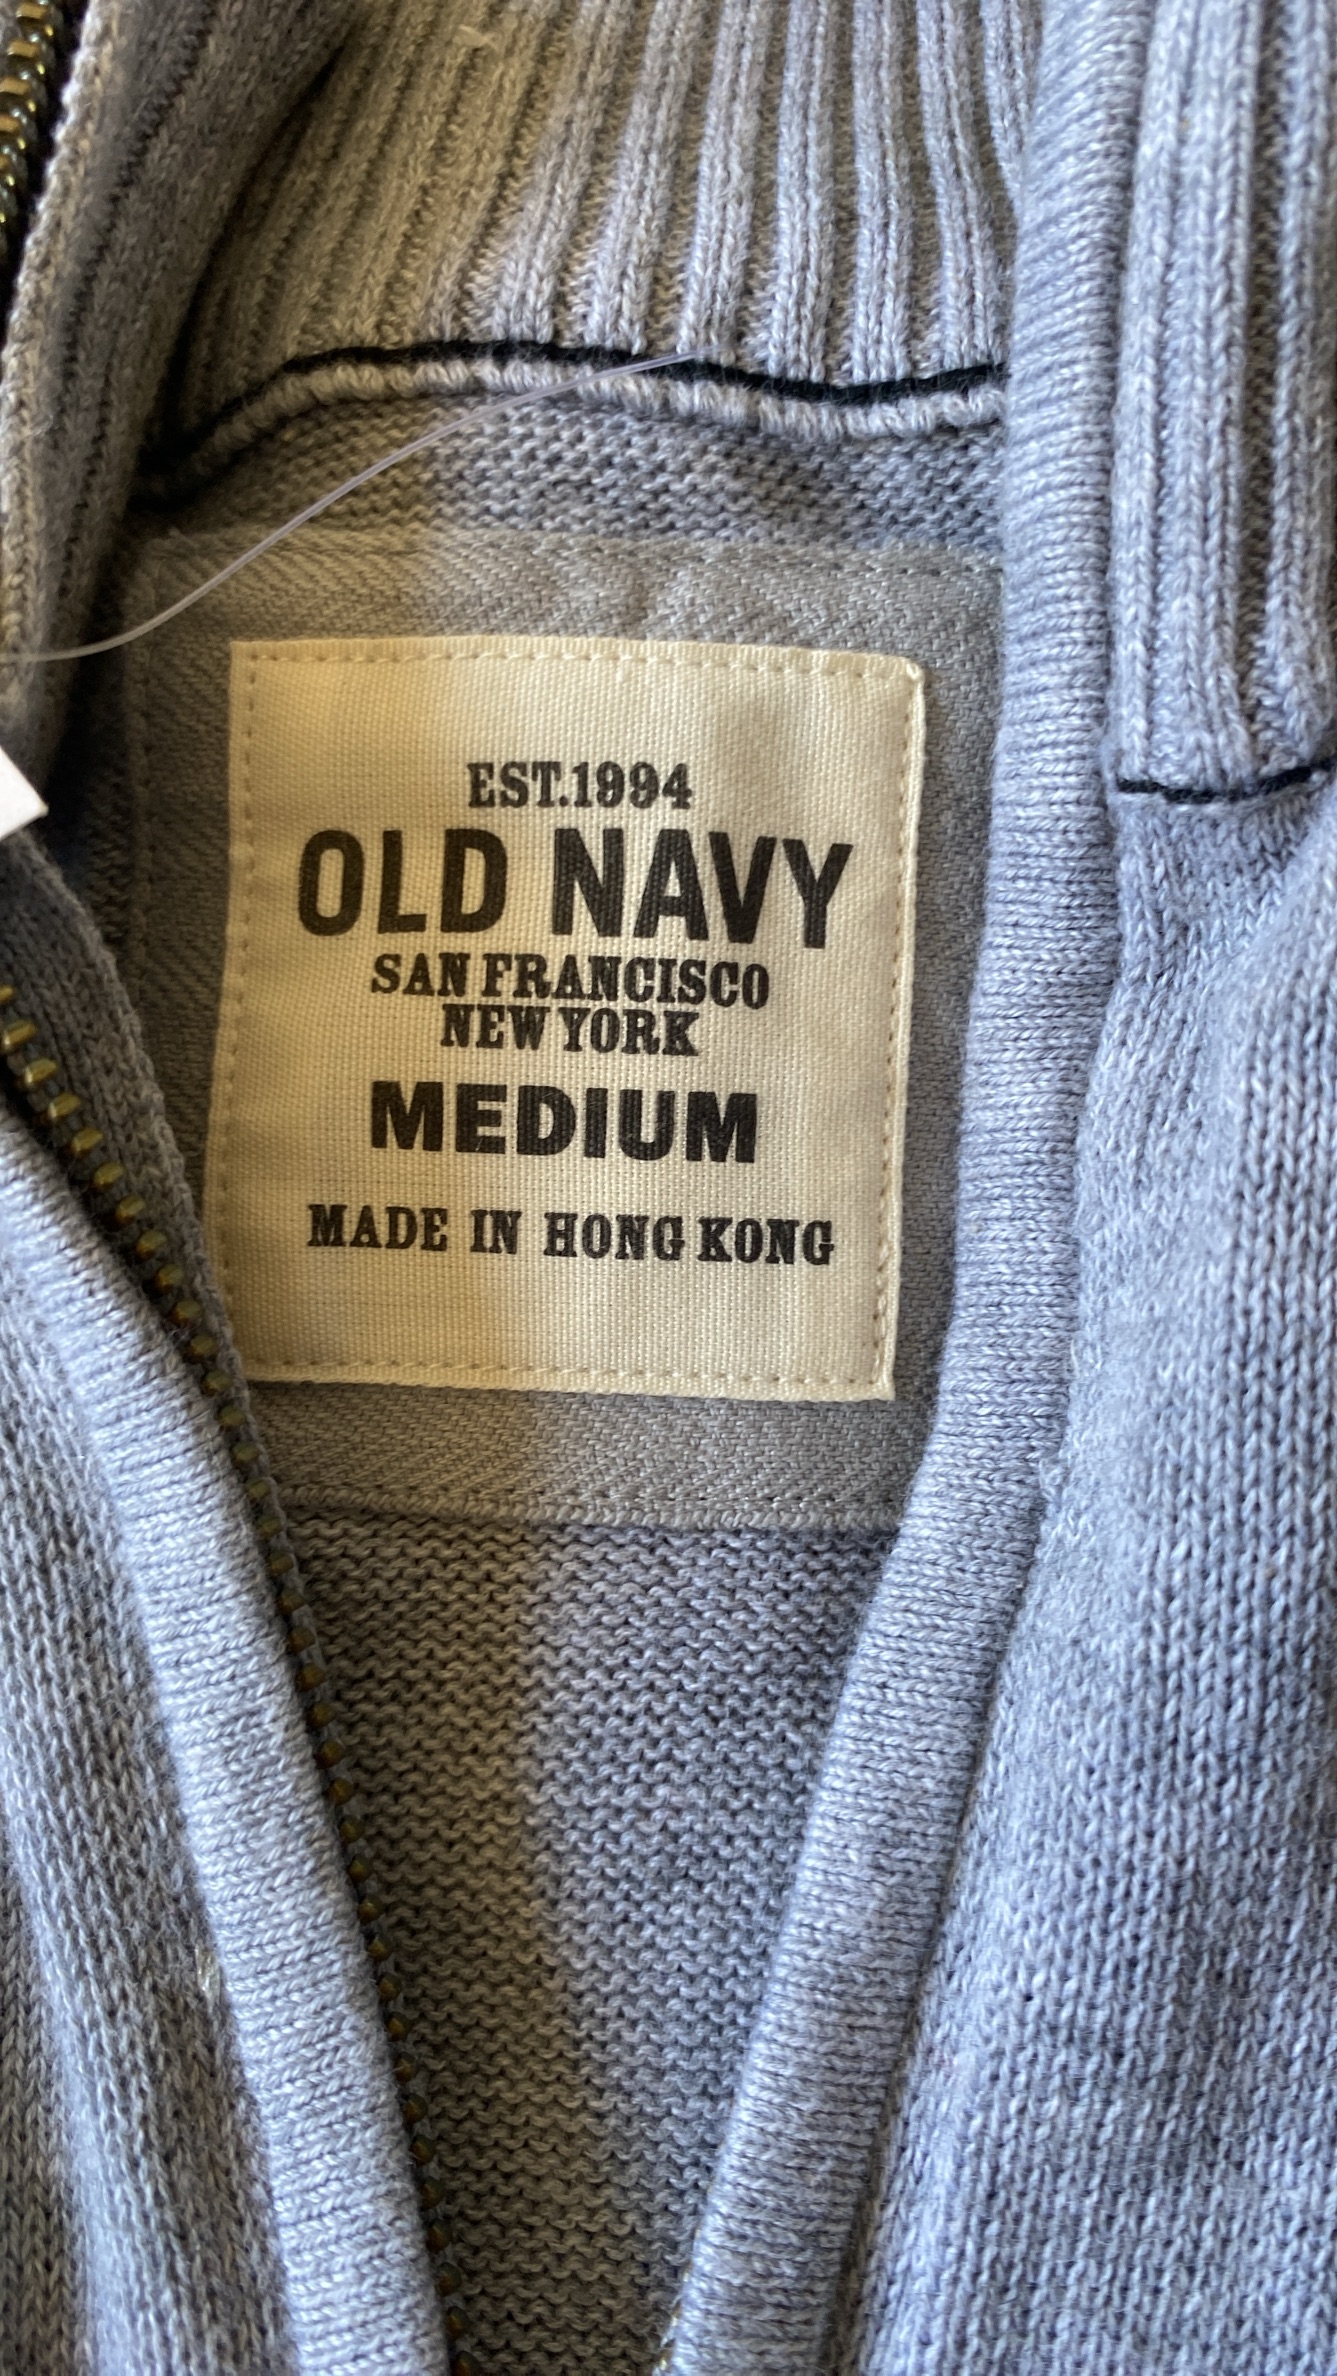 EST.1994
OLD NAVY
SAN FRANCISCO
NEW YORK
MEDIUM
MADE IN HONG KONG